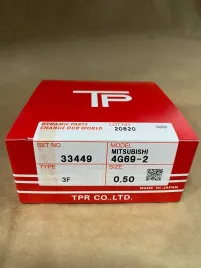 TP
DYNAMIC PARTS
CHANGE OUR WORLD
LOT NO
20820
SET NO
33449
MODEL
MITSUBISHI
4G69-2
TYPE
3F
SIZE
0.50
MADE IN JAPAN
TPR CO.,LTD.